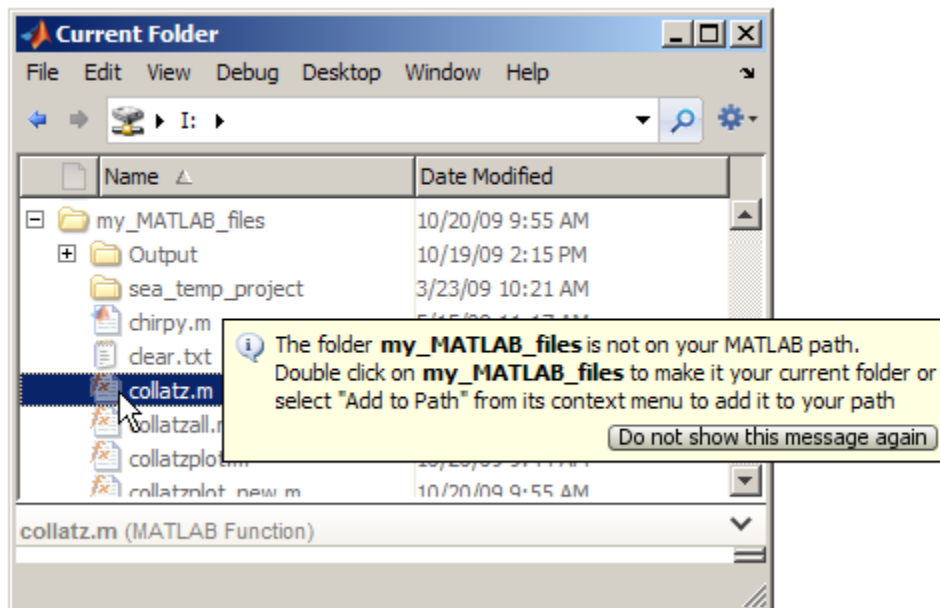 Current Folder
File Edit View Debug Desktop Window Help
I:
Name Date Modified
my_MATLAB_files 10/20/09 9:55 AM
Output 10/19/09 2:15 PM
sea_temp_project 3/23/09 10:21 AM
chirpy.m
clear.txt
collatz.m
collatzall.
collatzplot.m
collatzplot_new.m 10/20/09 9:55 AM
The folder my_MATLAB_files is not on your MATLAB path.
Double click on my_MATLAB_files to make it your current folder or
select "Add to Path" from its context menu to add it to your path
Do not show this message again
collatz.m (MATLAB Function)